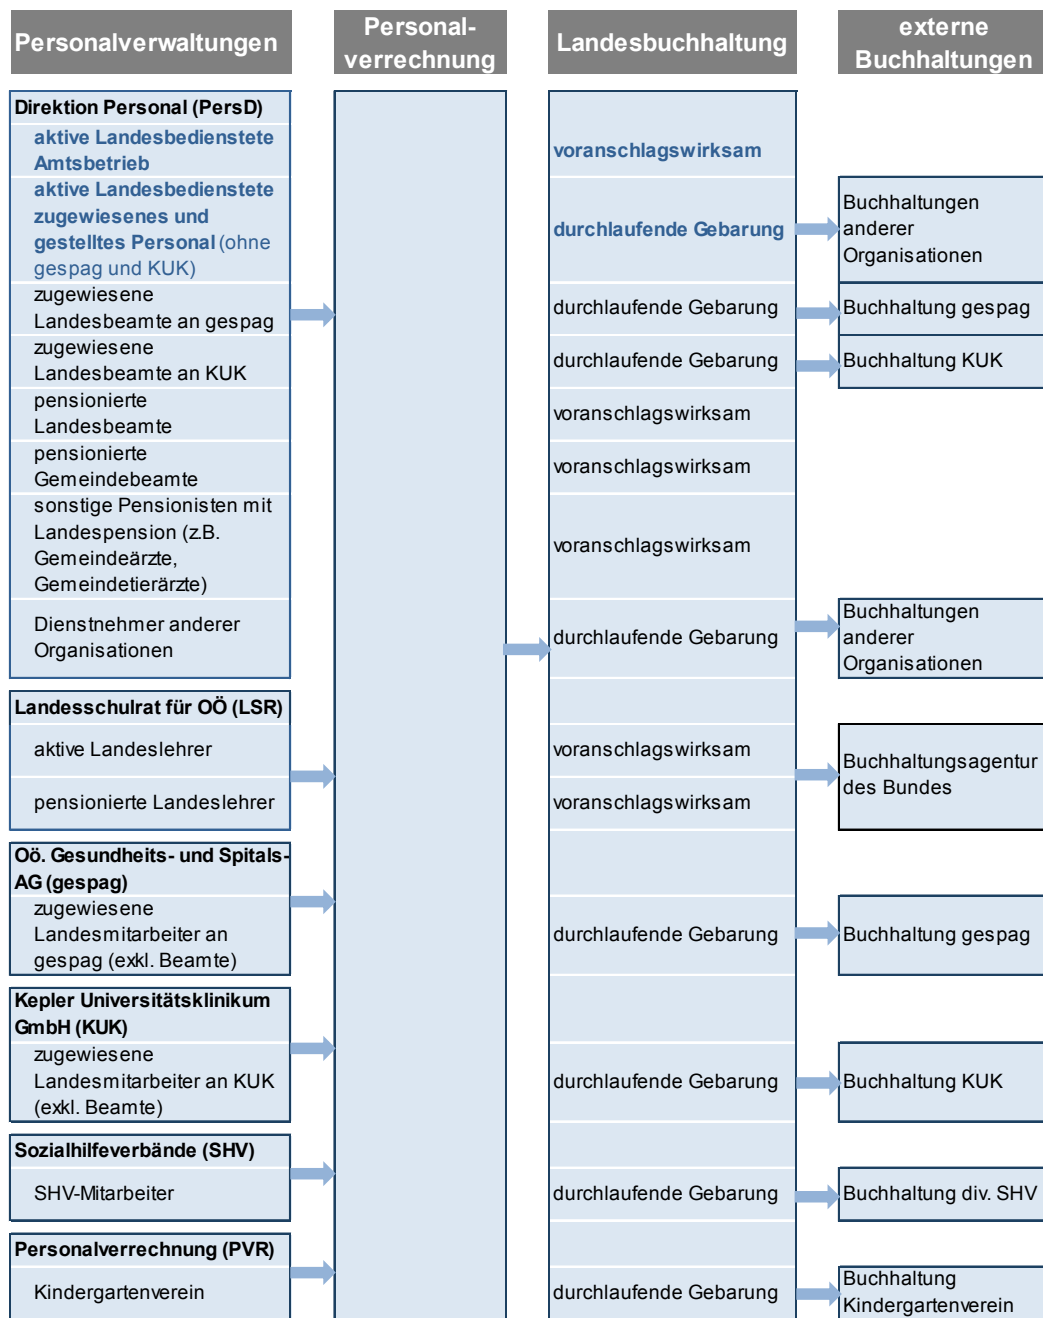 Personalverwaltungen
Personal-
verrechnung
Landesbuchhaltung
externe
Buchhaltungen
Direktion Personal (PersD)
aktive Landesbedienstete
Amtsbetrieb
voranschlagswirksam
aktive Landesbedienstete
zugewiesenes und
gestelltes Personal (ohne
gespag und KUK)
durchlaufende Gebarung
Buchhaltungen
anderer
Organisationen
zugewiesene
Landesbeamte an gespag
durchlaufende Gebarung
Buchhaltung gespag
zugewiesene
Landesbeamte an KUK
durchlaufende Gebarung
Buchhaltung KUK
pensionierte
Landesbeamte
voranschlagswirksam
pensionierte
Gemeindebeamte
voranschlagswirksam
sonstige Pensionisten mit
Landespension (z.B.
Gemeindeärzte,
Gemeindetierärzte)
voranschlagswirksam
Dienstnehmer anderer
Organisationen
durchlaufende Gebarung
Buchhaltungen
anderer
Organisationen
Landesschulrat für OÖ (LSR)
aktive Landeslehrer
voranschlagswirksam
pensionierte Landeslehrer
voranschlagswirksam
Buchhaltungsagentur
des Bundes
Oö. Gesundheits- und Spitals-
AG (gespag)
zugewiesene
Landesmitarbeiter an
gespag (exkl. Beamte)
durchlaufende Gebarung
Buchhaltung gespag
Kepler Universitätsklinikum
GmbH (KUK)
zugewiesene
Landesmitarbeiter an KUK
(exkl. Beamte)
durchlaufende Gebarung
Buchhaltung KUK
Sozialhilfeverbände (SHV)
SHV-Mitarbeiter
durchlaufende Gebarung
Buchhaltung div. SHV
Personalverrechnung (PVR)
Kindergartenverein
durchlaufende Gebarung
Buchhaltung
Kindergartenverein